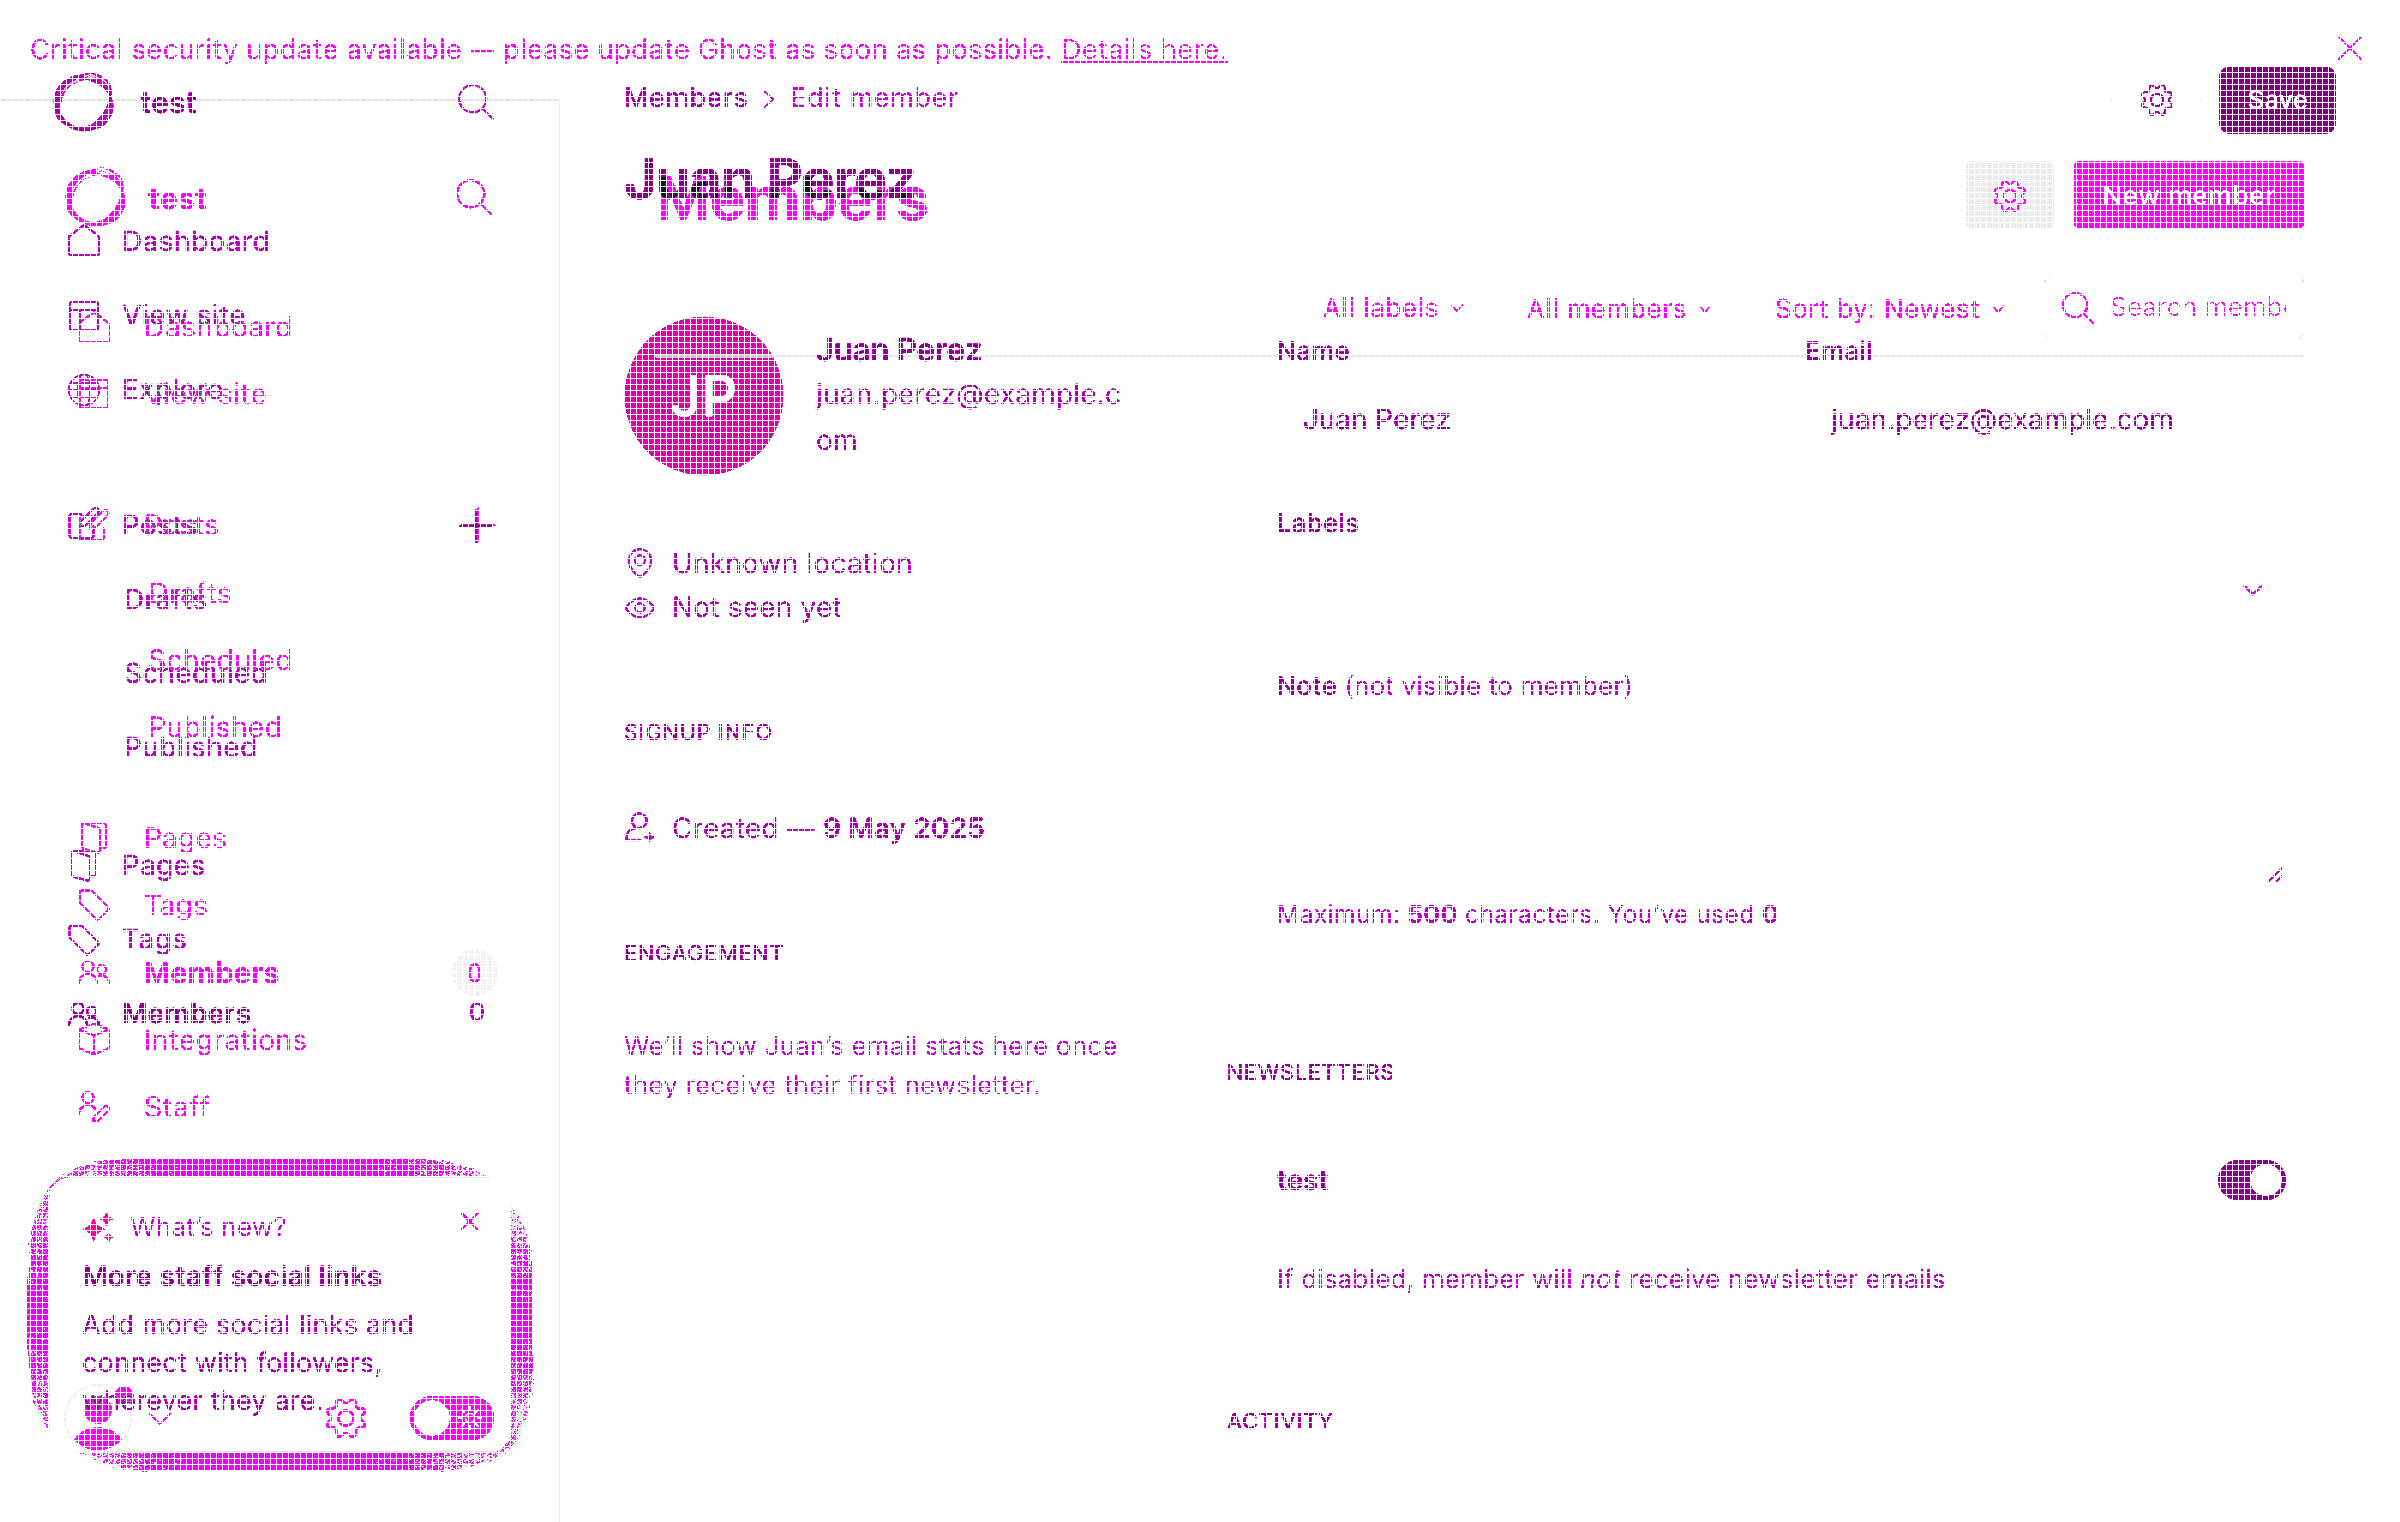 Critical security update available — please update Ghost as soon as possible. Details here.
test
Members > Edit member
Save
test
Juan Perez
Members
New member
Dashboard
View site
Dashboard
Explore
View site
All labels
All members
Sort by: Newest
Search membe
JP
Juan Perez
juan.perez@example.c
om
Name
Email
Juan Perez
juan.perez@example.com
Posts
Posts
Labels
Unknown location
Not seen yet
Drafts
Drafts
Scheduled
Scheduled
Note (not visible to member)
Published
Published
SIGNUP INFO
Created — 9 May 2025
Pages
Pages
Tags
Tags
Maximum: 500 characters. You've used 0
ENGAGEMENT
Members 0
Members 0
Integrations
We'll show Juan's email stats here once
they receive their first newsletter.
NEWSLETTERS
Staff
test
What's new?
More staff social links
Add more social links and
connect with followers,
wherever they are.
If disabled, member will not receive newsletter emails
ACTIVITY